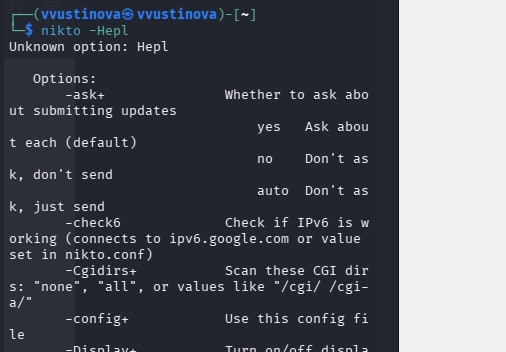 ┌──(vvustinova㉿vvustinova)-[~]
└─$ nikto -Hepl
Unknown option: Hepl
Options:
-ask+ Whether to ask abo
ut submitting updates
yes Ask abou
t each (default)
no Don't as
k, don't send
auto Don't as
k, just send
-check6 Check if IPv6 is w
orking (connects to ipv6.google.com or value
set in nikto.conf)
-Cgidirs+ Scan these CGI dir
s: "none", "all", or values like "/cgi/ /cgi-
a/"
-config+ Use this config fi
le
-Display+ Turn on/off displa